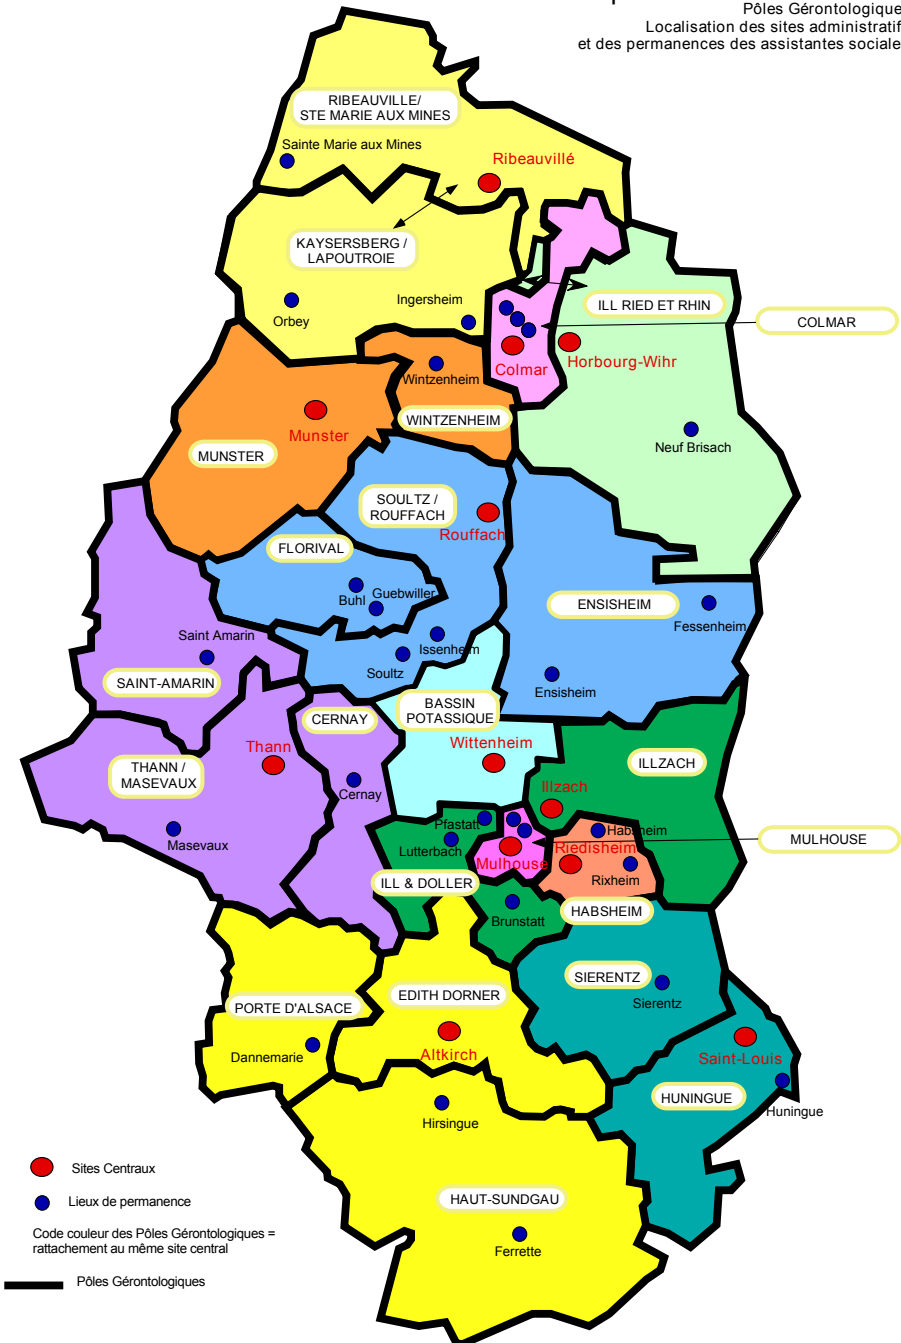 Pôles Gérontologique
Localisation des sites administratif
et des permanences des assistantes sociale
RIBEAUVILLE/
STE MARIE AUX MINES
Sainte Marie aux Mines
Ribeauvillé
KAYSERSBERG /
LAPOUTROIE
ILL RIED ET RHIN
Ingersheim
Orbey
COLMAR
Colmar
Horbourg-Wihr
Wintzenheim
WINTZENHEIM
Munster
MUNSTER
Neuf Brisach
SOULTZ /
ROUFFACH
Rouffach
FLORIVAL
Buhl
Guebwiller
ENSISHEIM
Fessenheim
Saint Amarin
Issenheim
Soultz
SAINT-AMARIN
Ensisheim
BASSIN
POTASSIQUE
CERNAY
Wittenheim
Thann
THANN /
MASEVAUX
ILLZACH
Illzach
Cernay
Masevaux
Pfastatt
Habsheim
Lutterbach
MULHOUSE
Mulhouse
Riedisheim
Rixheim
ILL & DOLLER
HABSHEIM
Brunstatt
SIERENTZ
Sierentz
EDITH DORNER
PORTE D'ALSACE
Dannemarie
Altkirch
Saint-Louis
HUNINGUE
Huningue
Hirsingue
Sites Centraux
HAUT-SUNDGAU
Lieux de permanence
Code couleur des Pôles Gérontologiques =
rattachement au même site central
Ferrette
Pôles Gérontologiques